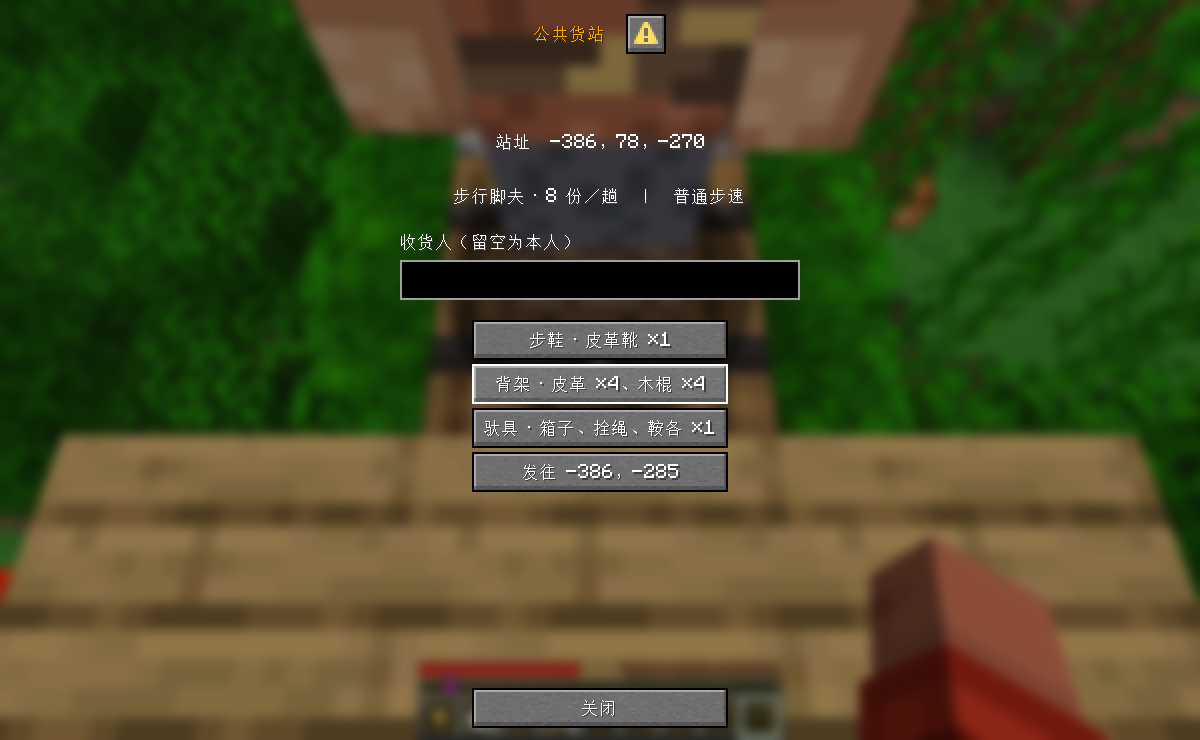 公共货站
站址 -386, 78, -270
步行脚夫 · 8 份／趟 | 普通步速
收货人（留空为本人）
步鞋 · 皮革靴 ×1
背架 · 皮革 ×4、木棍 ×4
驮具 · 箱子、拴绳、鞍各 ×1
发往 -386, -285
关闭